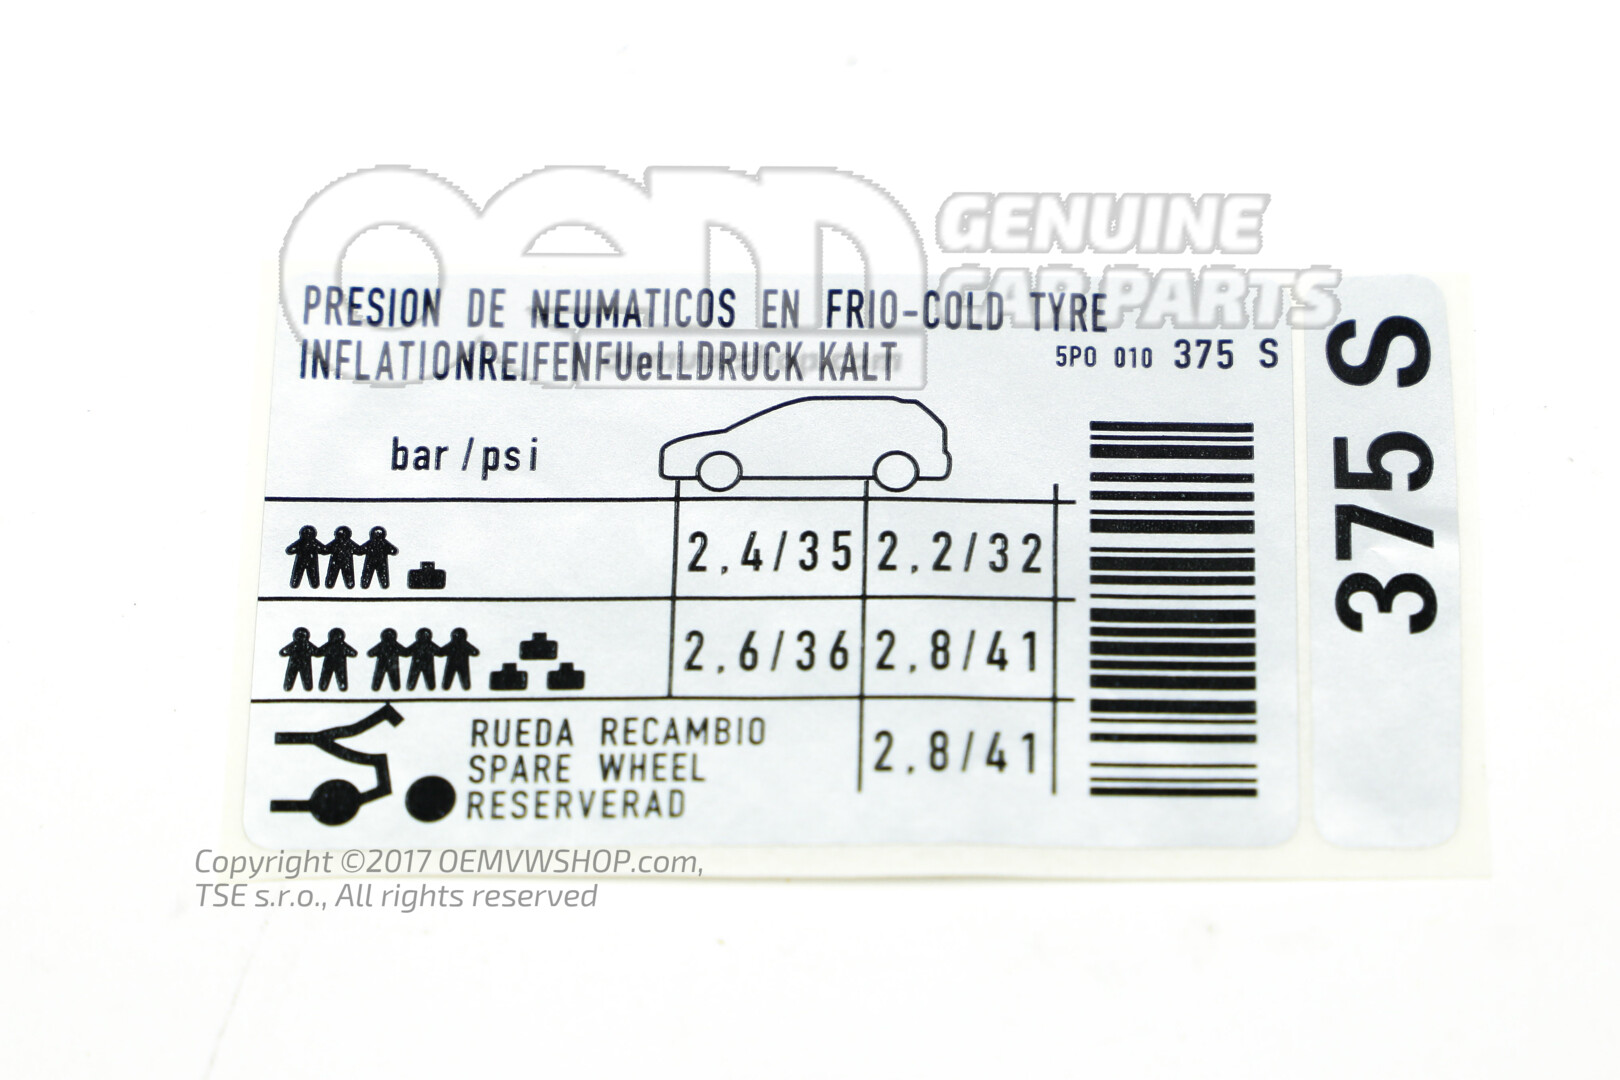 oem GENUINE
CAR PARTS
PRESION DE NEUMATICOS EN FRIO-COLD TYRE
INFLATIONREIFENFUeLLDRUCK KALT
5P0 010 375 S
bar/psi
2,4/35 2,2/32
2,6/36 2,8/41
RUEDA RECAMBIO
SPARE WHEEL
RESERVERAD
2,8/41
375 S
Copyright ©2017 OEMVWSHOP.com,
TSE s.r.o., All rights reserved